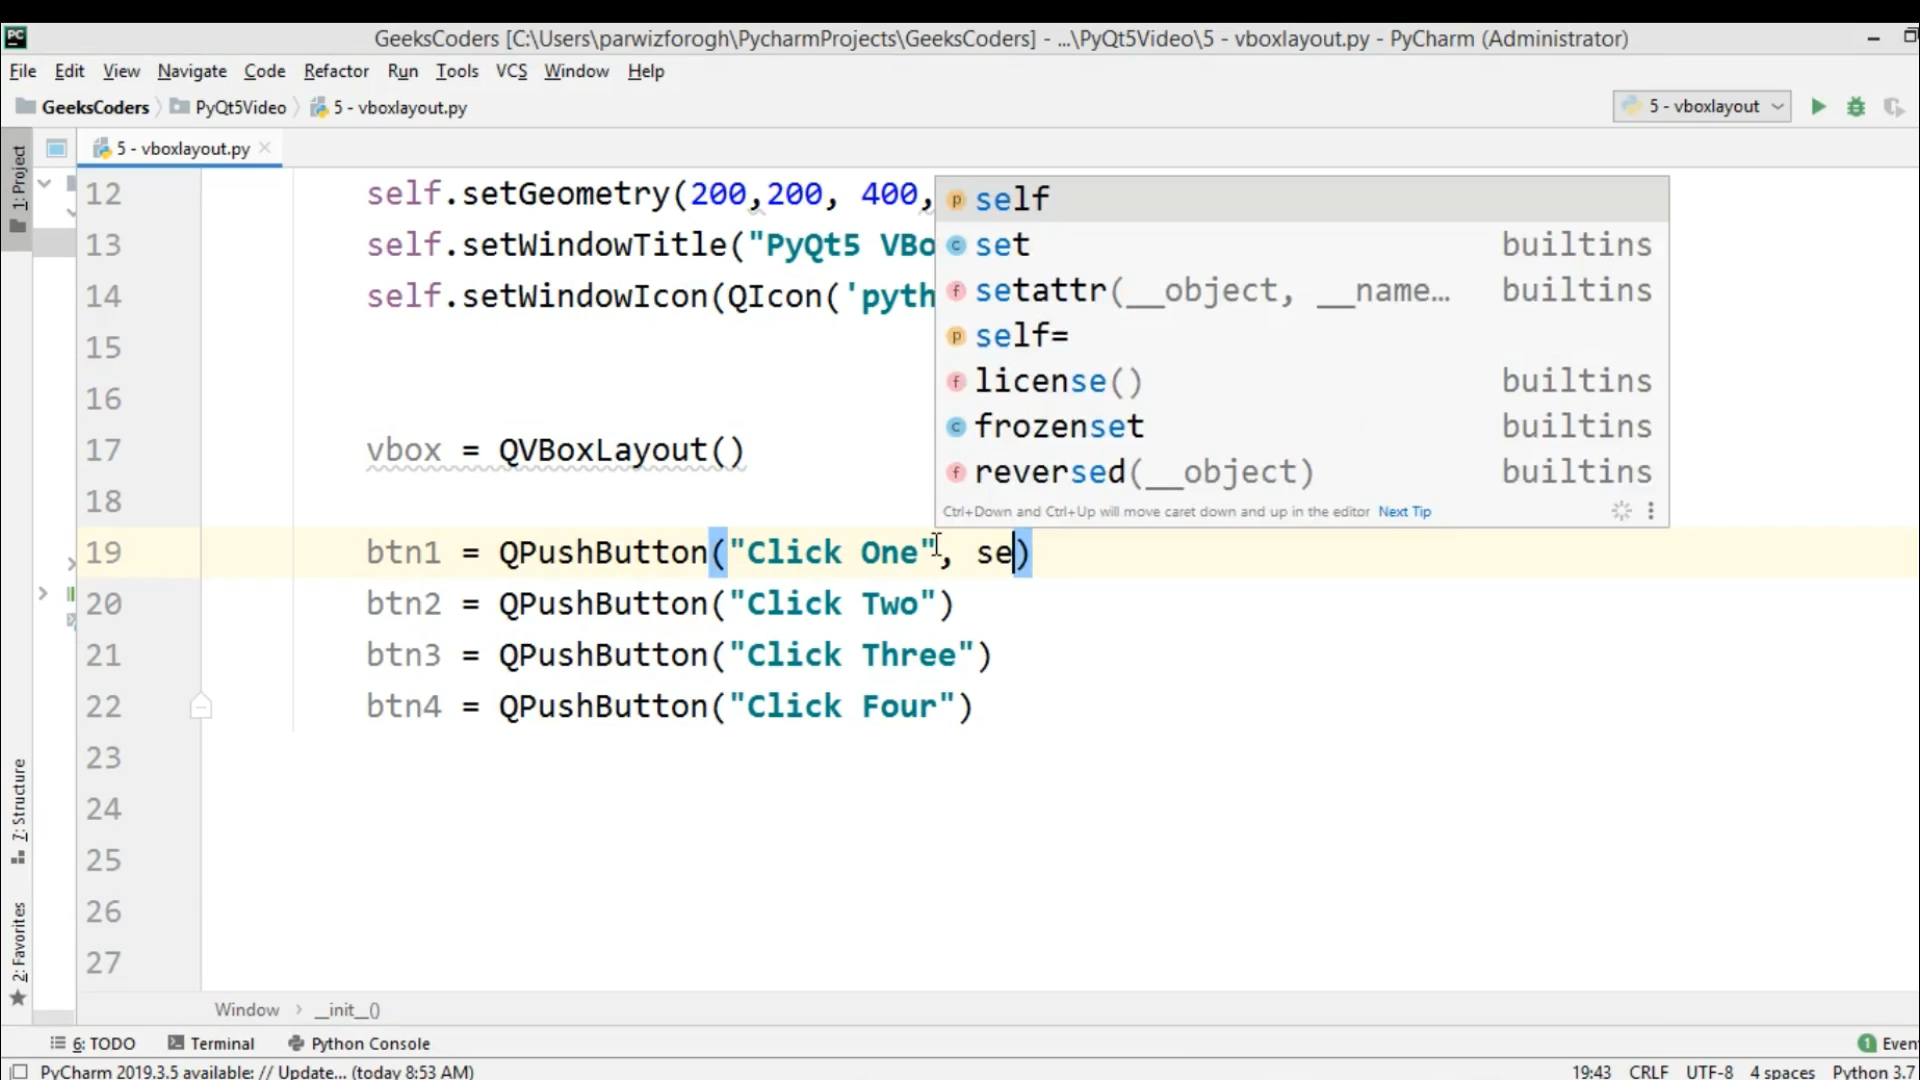 PC GeeksCoders [C:\Users\parwizforogh\PycharmProjects\GeeksCoders] - ...\PyQt5Video\5 - vboxlayout.py - PyCharm (Administrator)
File Edit View Navigate Code Refactor Run Tools VCS Window Help
GeeksCoders PyQt5Video 5 - vboxlayout.py 5 - vboxlayout
5 - vboxlayout.py
1: Project
12 self.setGeometry(200,200, 400,
13 self.setWindowTitle("PyQt5 VBo
14 self.setWindowIcon(QIcon('pyth
15
16
17 vbox = QVBoxLayout()
18
p self
c set builtins
f setattr(__object, __name… builtins
p self=
f license() builtins
c frozenset builtins
f reversed(__object) builtins
Ctrl+Down and Ctrl+Up will move caret down and up in the editor Next Tip
19 btn1 = QPushButton("Click One", se)
20 btn2 = QPushButton("Click Two")
21 btn3 = QPushButton("Click Three")
22 btn4 = QPushButton("Click Four")
23
24
25
26
27
7: Structure
2: Favorites
Window __init__()
6: TODO Terminal Python Console 1 Even
PyCharm 2019.3.5 available: // Update... (today 8:53 AM) 19:43 CRLF UTF-8 4 spaces Python 3.7